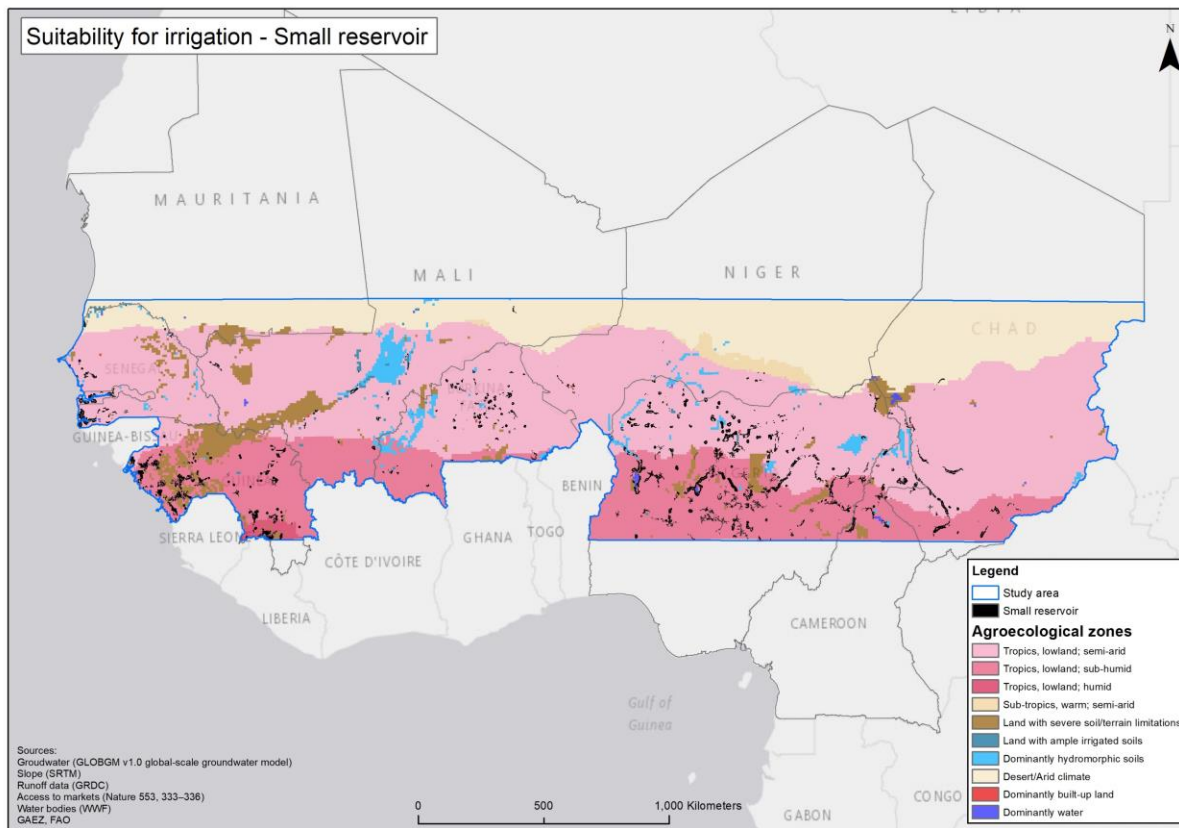 Suitability for irrigation - Small reservoir
N
MAURITANIA
MALI
NIGER
CHAD
SENEGA
GUINEA-BISSAU
SIERRA LEON
LIBERIA
CÔTE D'IVOIRE
GHANA
TOGO
BENIN
CAMEROON
Gulf of
Guinea
GABON
CONGO
Legend
Study area
Small reservoir
Agroecological zones
Tropics, lowland; semi-arid
Tropics, lowland; sub-humid
Tropics, lowland; humid
Sub-tropics, warm; semi-arid
Land with severe soil/terrain limitations
Land with ample irrigated soils
Dominantly hydromorphic soils
Desert/Arid climate
Dominantly built-up land
Dominantly water
Sources:
Groudwater (GLOBGM v1.0 global-scale groundwater model)
Slope (SRTM)
Runoff data (GRDC)
Access to markets (Nature 553, 333–336)
Water bodies (WWF)
GAEZ, FAO
0 500 1,000 Kilometers